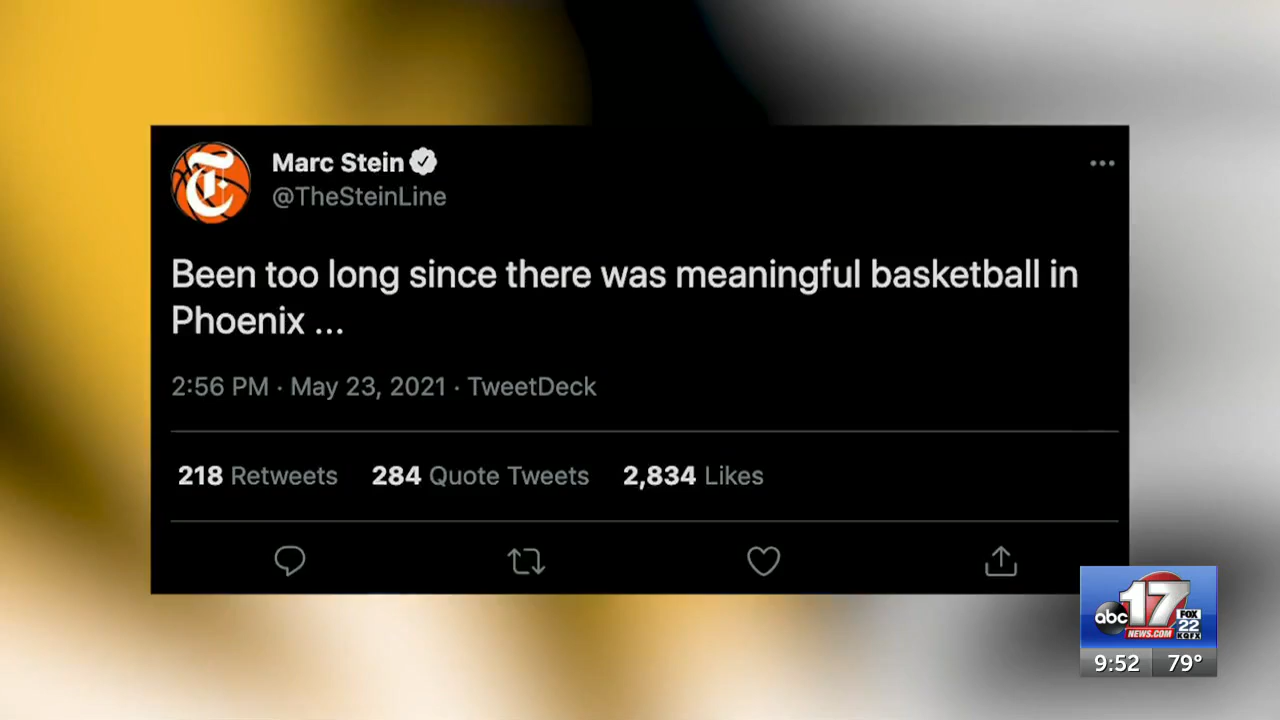 Marc Stein
@TheSteinLine
Been too long since there was meaningful basketball in
Phoenix ...
2:56 PM · May 23, 2021 · TweetDeck
218 Retweets 284 Quote Tweets 2,834 Likes
abc 17 NEWS.COM FOX 22 KQFX
9:52 79°